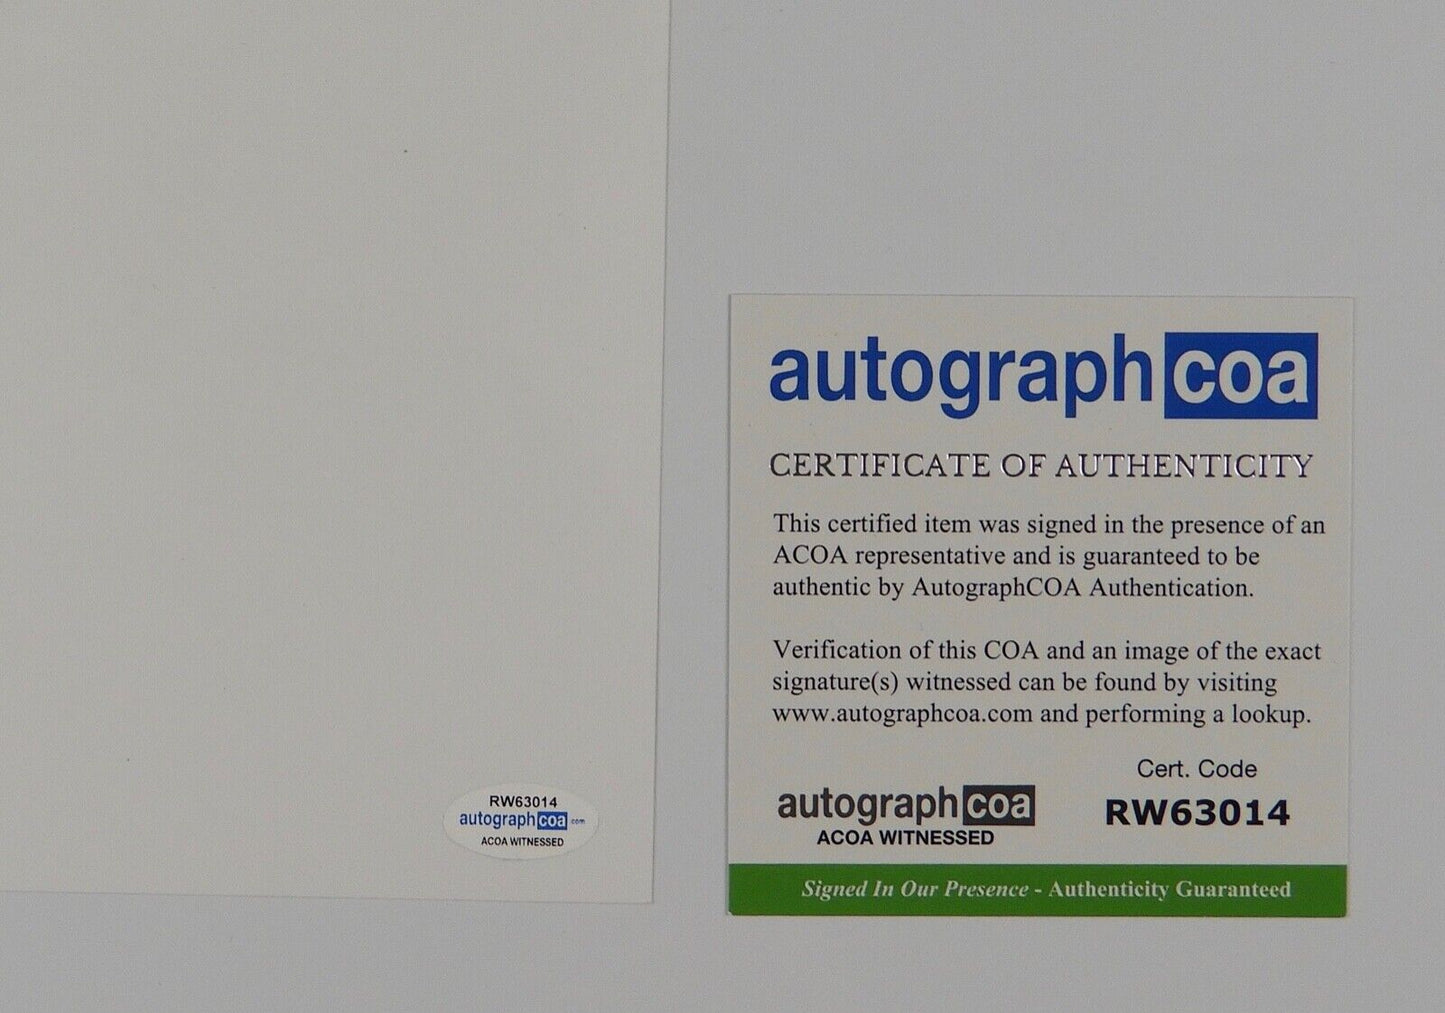 RW63014
autographcoa.com
ACOA WITNESSED
autographcoa
CERTIFICATE OF AUTHENTICITY
This certified item was signed in the presence of an
ACOA representative and is guaranteed to be
authentic by AutographCOA Authentication.
Verification of this COA and an image of the exact
signature(s) witnessed can be found by visiting
www.autographcoa.com and performing a lookup.
Cert. Code
RW63014
autographcoa
ACOA WITNESSED
Signed In Our Presence - Authenticity Guaranteed